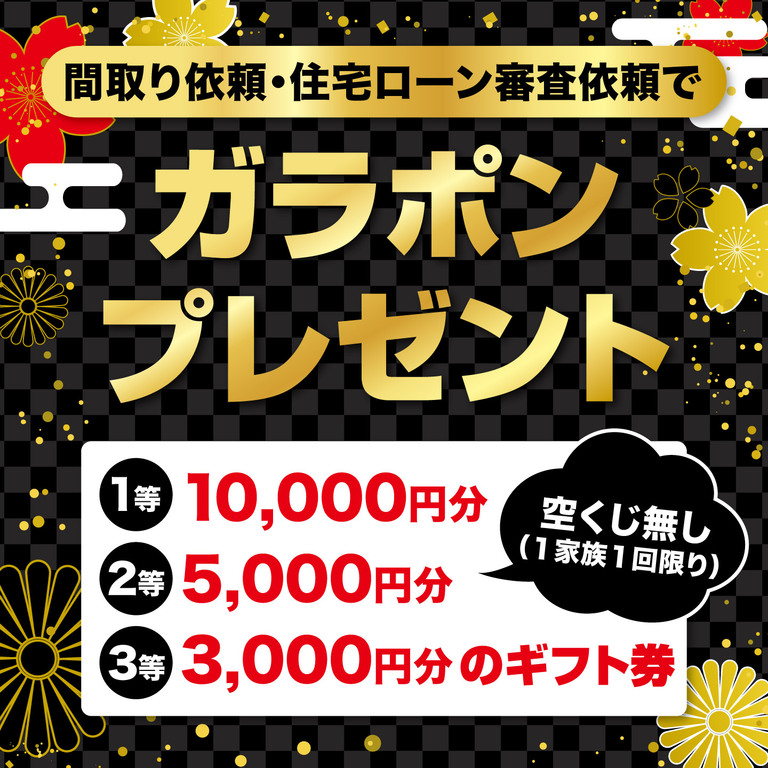 間取り依頼・住宅ローン審査依頼で
ガラポン
プレゼント
1等 10,000円分
2等 5,000円分
3等 3,000円分のギフト券
空くじ無し
(1家族1回限り)